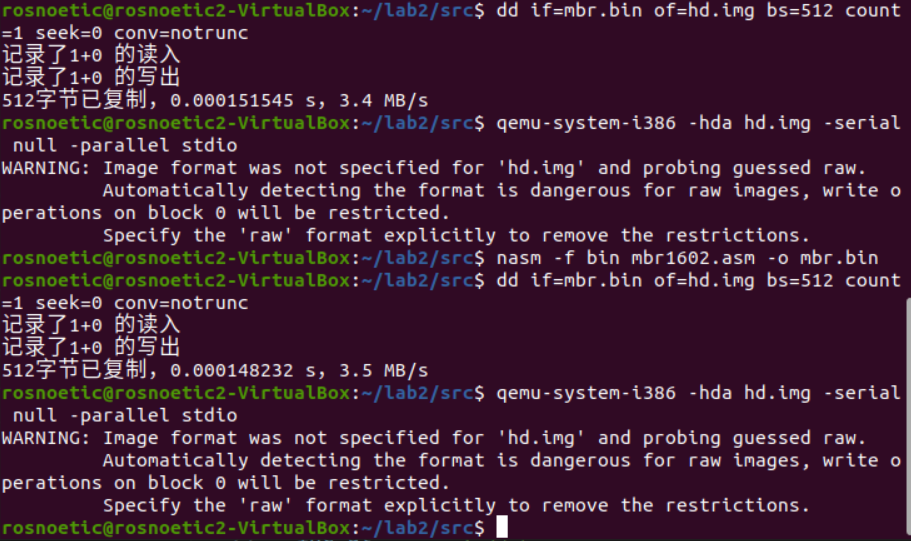 rosnoetic@rosnoetic2-VirtualBox:~/lab2/src$ dd if=mbr.bin of=hd.img bs=512 count
=1 seek=0 conv=notrunc
记录了1+0 的读入
记录了1+0 的写出
512字节已复制，0.000151545 s，3.4 MB/s
rosnoetic@rosnoetic2-VirtualBox:~/lab2/src$ qemu-system-i386 -hda hd.img -serial
 null -parallel stdio
WARNING: Image format was not specified for 'hd.img' and probing guessed raw.
         Automatically detecting the format is dangerous for raw images, write o
perations on block 0 will be restricted.
         Specify the 'raw' format explicitly to remove the restrictions.
rosnoetic@rosnoetic2-VirtualBox:~/lab2/src$ nasm -f bin mbr1602.asm -o mbr.bin
rosnoetic@rosnoetic2-VirtualBox:~/lab2/src$ dd if=mbr.bin of=hd.img bs=512 count
=1 seek=0 conv=notrunc
记录了1+0 的读入
记录了1+0 的写出
512字节已复制，0.000148232 s，3.5 MB/s
rosnoetic@rosnoetic2-VirtualBox:~/lab2/src$ qemu-system-i386 -hda hd.img -serial
 null -parallel stdio
WARNING: Image format was not specified for 'hd.img' and probing guessed raw.
         Automatically detecting the format is dangerous for raw images, write o
perations on block 0 will be restricted.
         Specify the 'raw' format explicitly to remove the restrictions.
rosnoetic@rosnoetic2-VirtualBox:~/lab2/src$